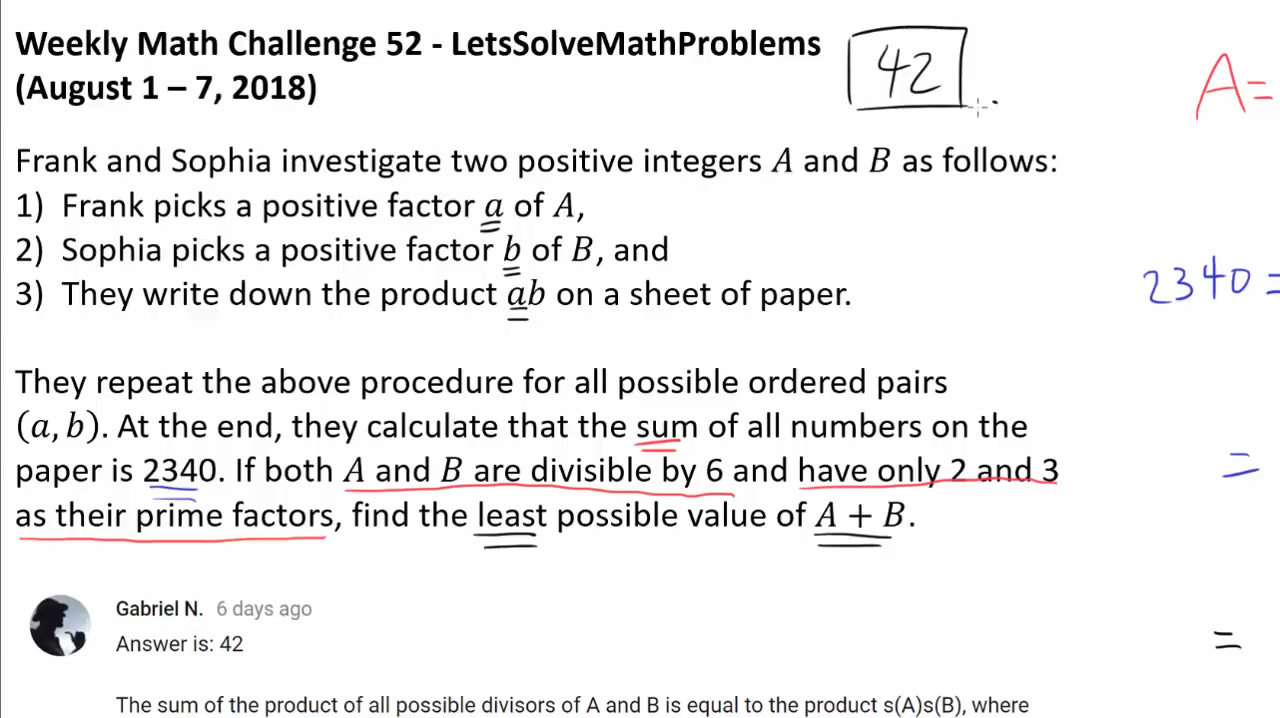 Weekly Math Challenge 52 - LetsSolveMathProblems
(August 1 – 7, 2018)
42
A=
Frank and Sophia investigate two positive integers A and B as follows:
1) Frank picks a positive factor a of A,
2) Sophia picks a positive factor b of B, and
3) They write down the product ab on a sheet of paper.
2340 =
They repeat the above procedure for all possible ordered pairs
(a, b). At the end, they calculate that the sum of all numbers on the
paper is 2340. If both A and B are divisible by 6 and have only 2 and 3
=
as their prime factors, find the least possible value of A + B.
Gabriel N. 6 days ago
Answer is: 42
=
The sum of the product of all possible divisors of A and B is equal to the product s(A)s(B), where